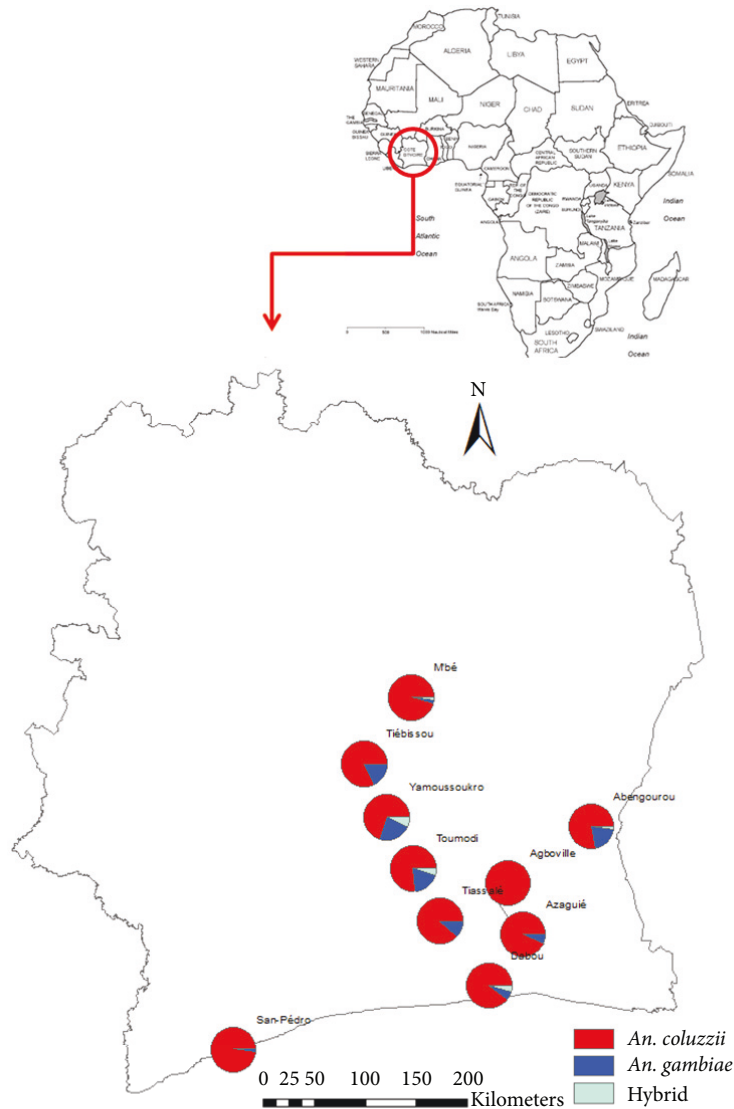 TUNISIA
MOROCCO
ALGERIA
LIBYA
EGYPT
WESTERN
SAHARA
MAURITANIA
MALI
NIGER
CHAD
SUDAN
ERITREA
DJIBOUTI
SENEGAL
THE GAMBIA
GUINEA
BISSAU
GUINEA
BURKINA
SIERRA
LEONE
COTE
D'IVOIRE
NIGERIA
CAMEROON
CENTRAL
AFRICAN
REPUBLIC
SOUTHERN
SUDAN
ETHIOPIA
SOMALIA
EQUATORIAL
GUINEA
GABON
DEMOCRATIC
REPUBLIC
OF THE CONGO
(ZAIRE)
UGANDA
KENYA
RWANDA
BURUNDI
Indian
Ocean
TANZANIA
Zanzibar
South
Atlantic
Ocean
ANGOLA
ANGOLA
ZAMBIA
MALAWI
MOZAMBIQUE
MADAGASCAR
ZIMBABWE
NAMIBIA
BOTSWANA
SWAZILAND
LESOTHO
SOUTH
AFRICA
Indian
Ocean
N
M'bé
Tiébissou
Yamoussoukro
Abengourou
Toumodi
Agboville
Tiassalé
Azaguié
Dabou
San-Pédro
An. coluzzii
An. gambiae
Hybrid
0 25 50 100 150 200
Kilometers